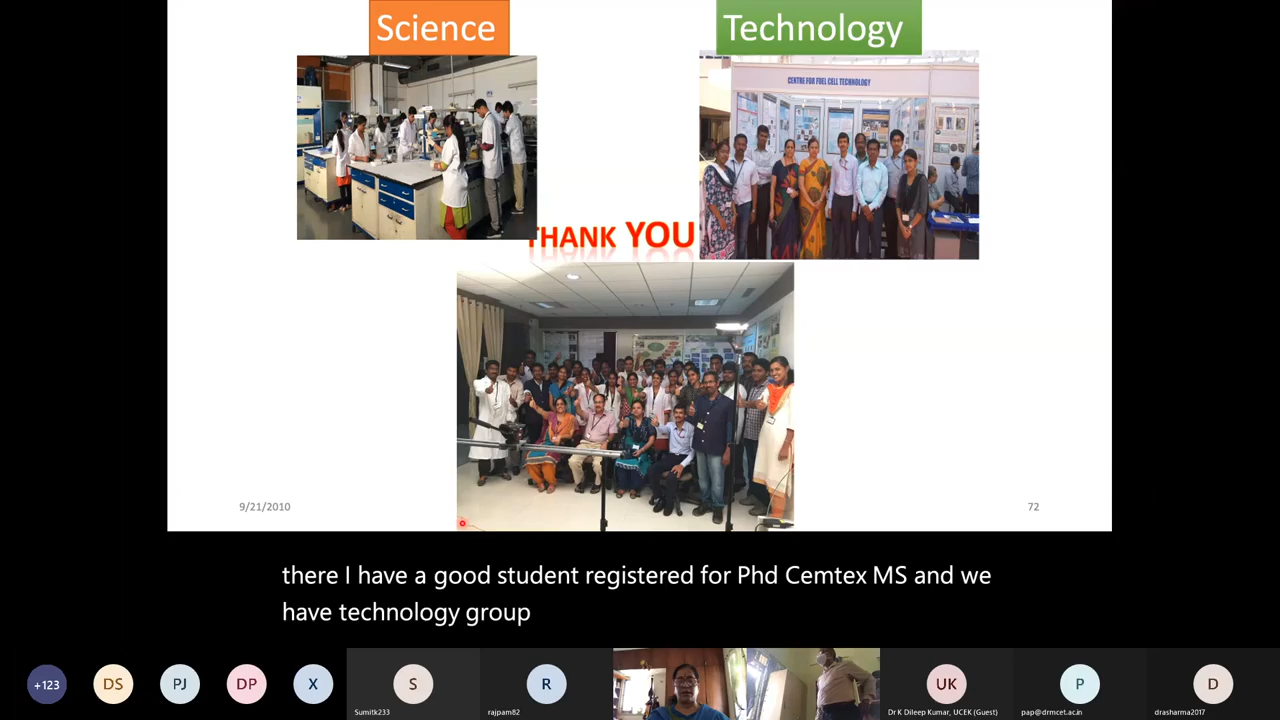 Science
Technology
CENTRE FOR FUEL CELL TECHNOLOGY
THANK YOU
9/21/2010
72
there I have a good student registered for Phd Cemtex MS and we
have technology group
+123
DS
PJ
DP
X
S
R
UK
P
D
Sumitk233
rajpam82
Dr K Dileep Kumar, UCEK (Guest)
pap@drmcet.ac.in
drasharma2017